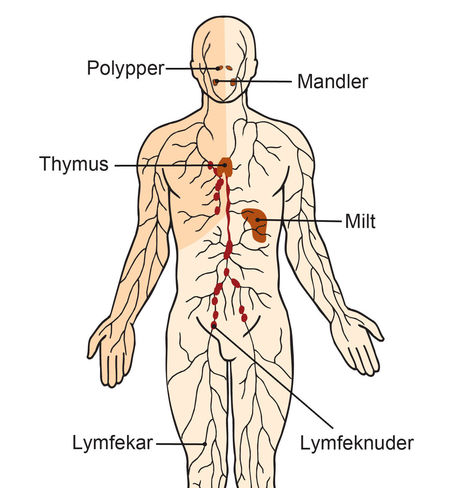 Polypper
Mandler
Thymus
Milt
Lymfekar
Lymfeknuder